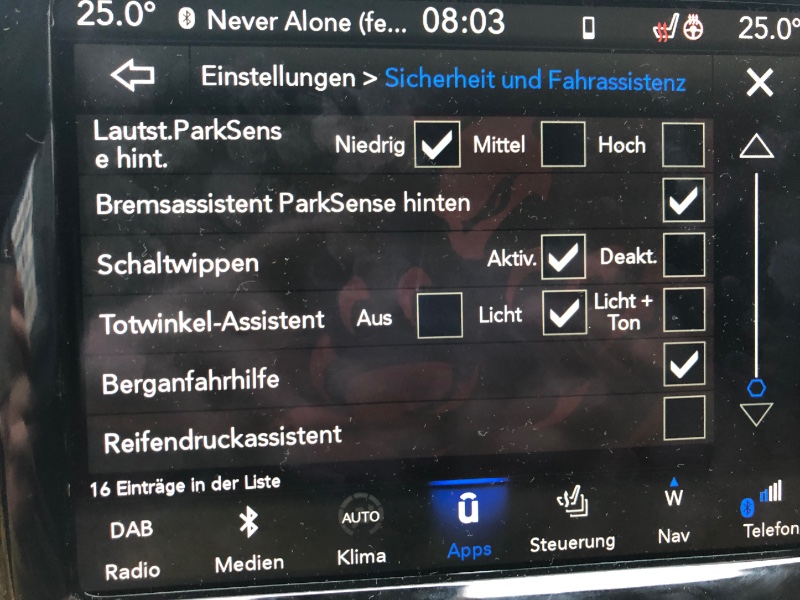 25.0° Never Alone (fe... 08:03 25.0°
Einstellungen > Sicherheit und Fahrassistenz
Lautst.ParkSens
e hint.
Niedrig Mittel Hoch
Bremsassistent ParkSense hinten
Schaltwippen Aktiv. Deakt.
Totwinkel-Assistent Aus Licht Licht +
Ton
Berganfahrhilfe
Reifendruckassistent
16 Einträge in der Liste
DAB AUTO û W
Radio Medien Klima Apps Steuerung Nav Telefon